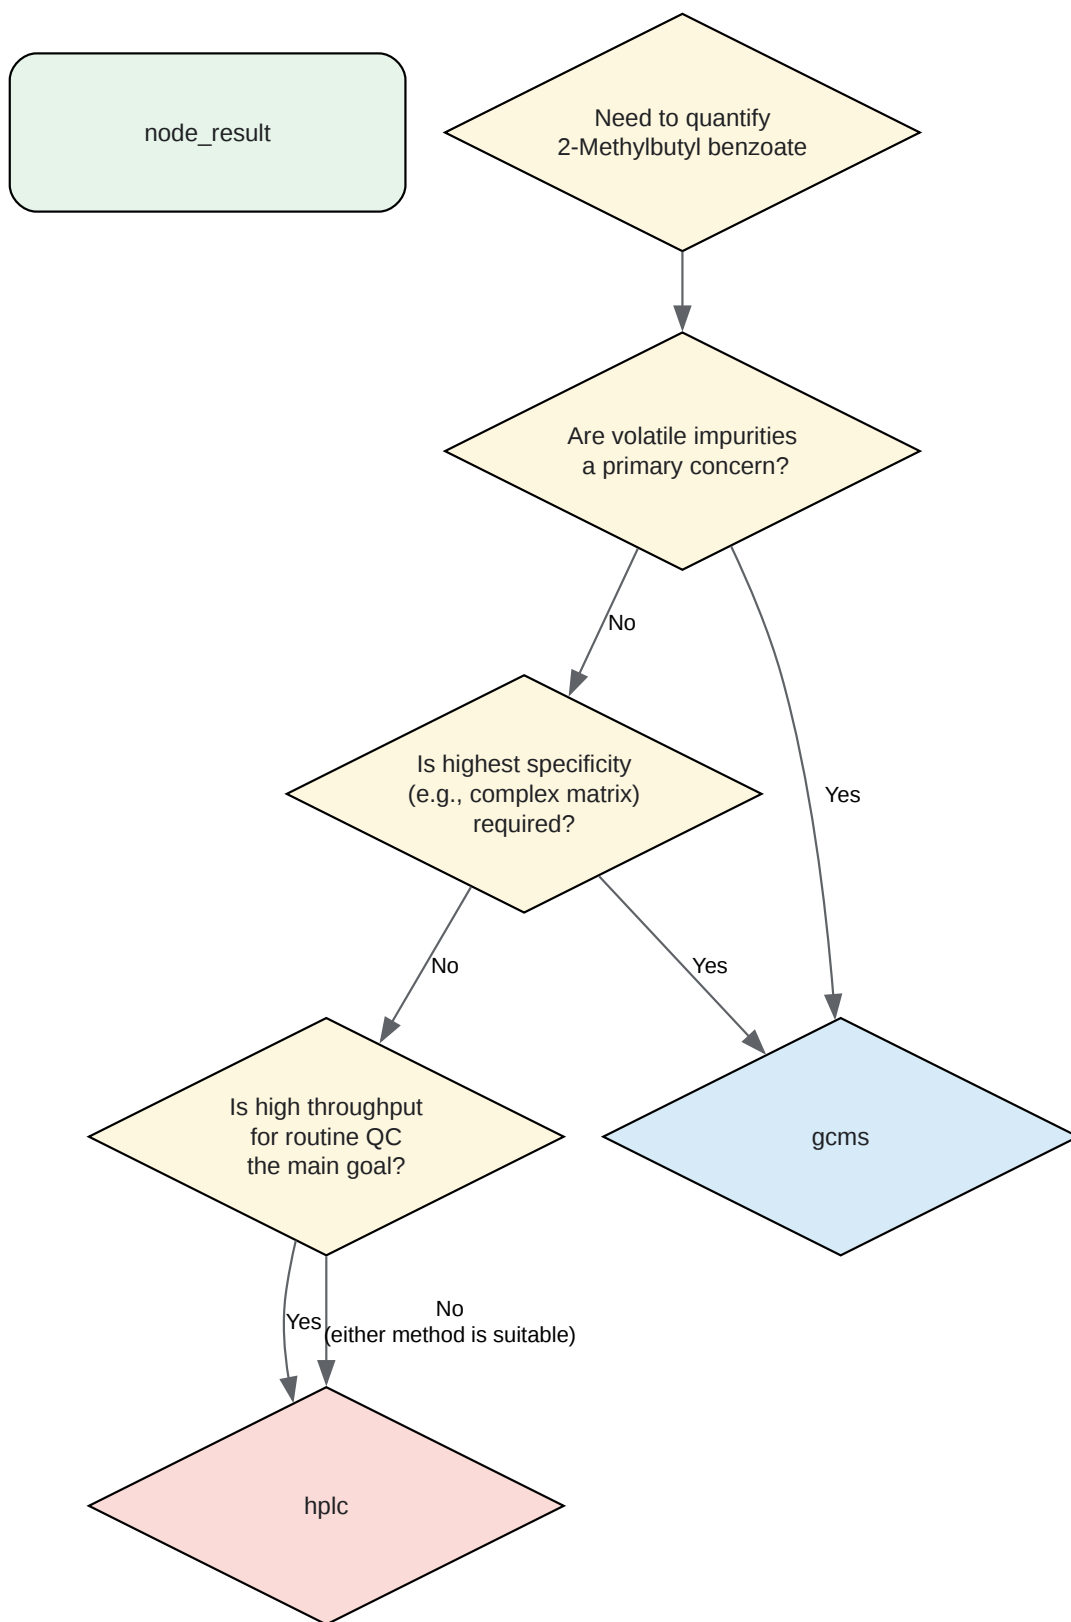 node_result
Need to quantify
2-Methylbutyl benzoate
Are volatile impurities
a primary concern?
No
Yes
Is highest specificity
(e.g., complex matrix)
required?
No
Yes
Is high throughput
for routine QC
the main goal?
gcms
Yes
No
(either method is suitable)
hplc